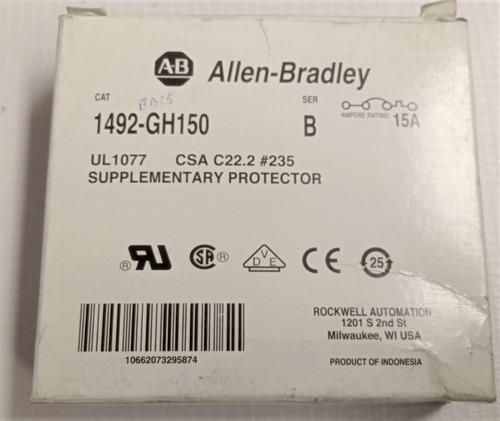 A-B Allen-Bradley
CAT
SER
1492-GH150
B
AMPERE RATING 15A
UL1077 CSA C22.2 #235
SUPPLEMENTARY PROTECTOR
® ® VDE CE 25
ROCKWELL AUTOMATION
1201 S 2nd St
Milwaukee, WI USA
10662073295874
PRODUCT OF INDONESIA